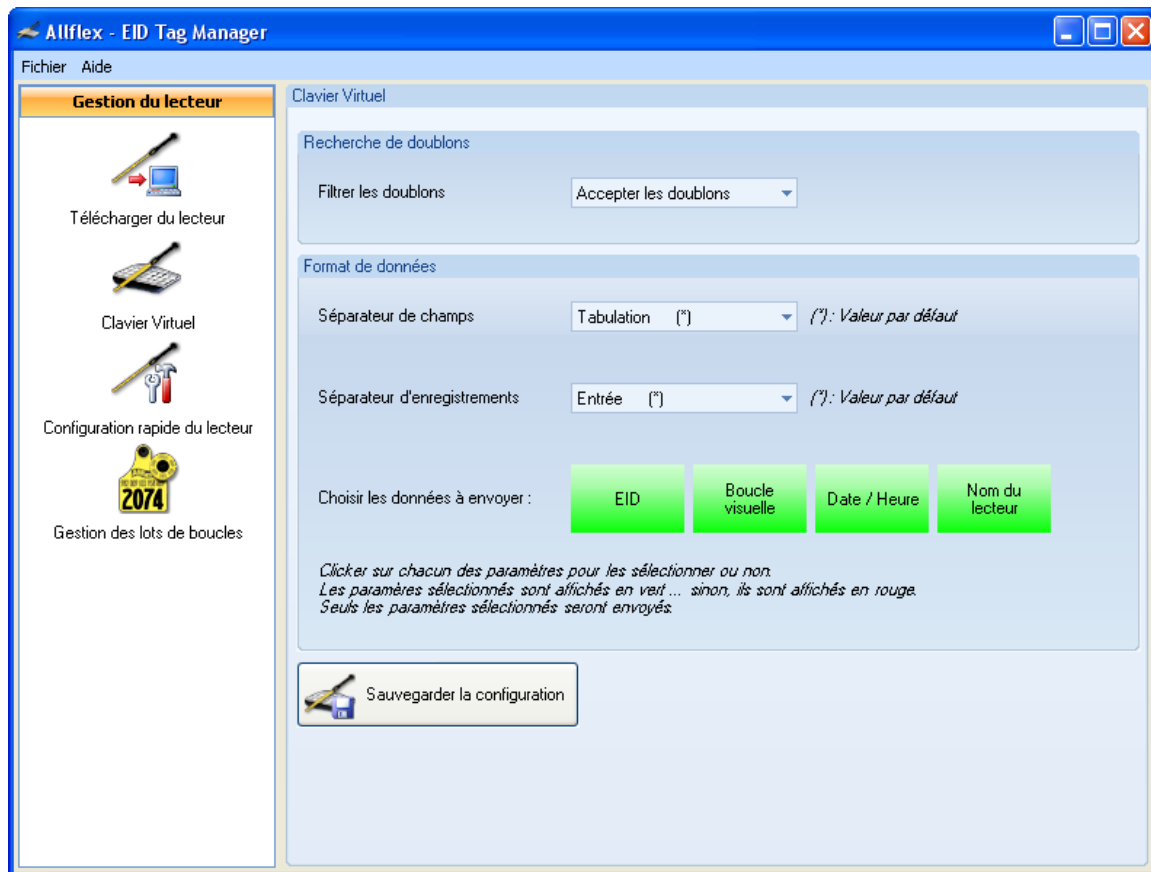 Allflex - EID Tag Manager
Fichier Aide
Gestion du lecteur
Télécharger du lecteur
Clavier Virtuel
Configuration rapide du lecteur
2074
Gestion des lots de boucles
Clavier Virtuel
Recherche de doublons
Filtrer les doublons Accepter les doublons
Format de données
Séparateur de champs Tabulation (*) (*): Valeur par défaut
Séparateur d'enregistrements Entrée (*) (*): Valeur par défaut
Choisir les données à envoyer : EID Boucle visuelle Date / Heure Nom du lecteur
Clicker sur chacun des paramètres pour les sélectionner ou non.
Les paramères sélectionnés sont affichés en vert ... sinon, ils sont affichés en rouge.
Seuls les paramètres sélectionnés seront envoyés.
Sauvegarder la configuration